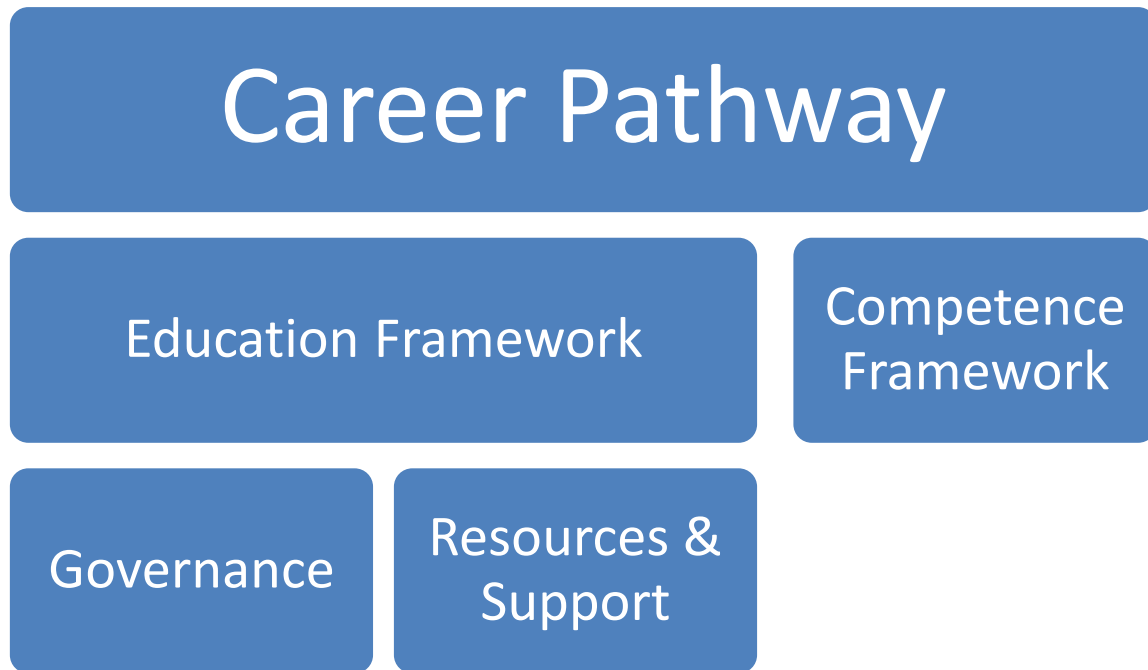 Career Pathway
Education Framework
Competence
Framework
Governance
Resources &
Support